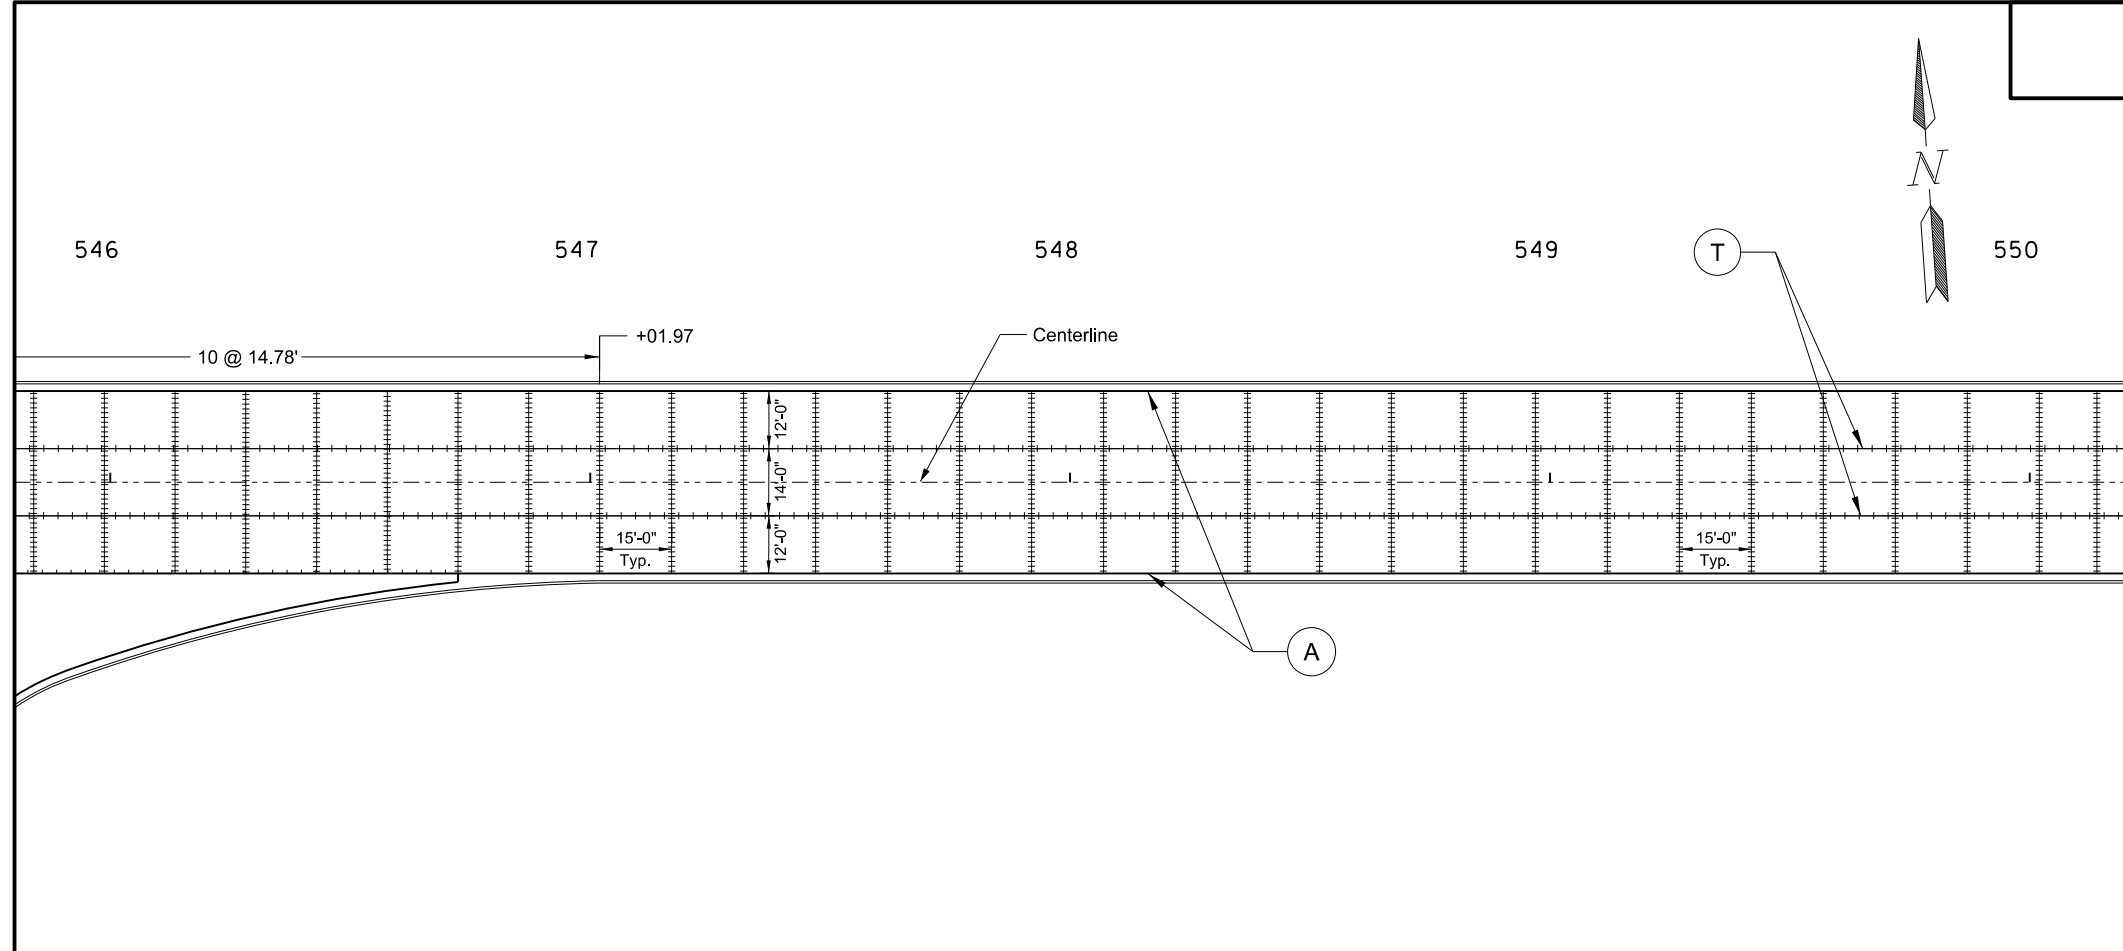 N
546
547
548
549
T
550
+01.97
Centerline
10 @ 14.78'
12'-0"
14'-0"
12'-0"
15'-0"
Typ.
15'-0"
Typ.
A